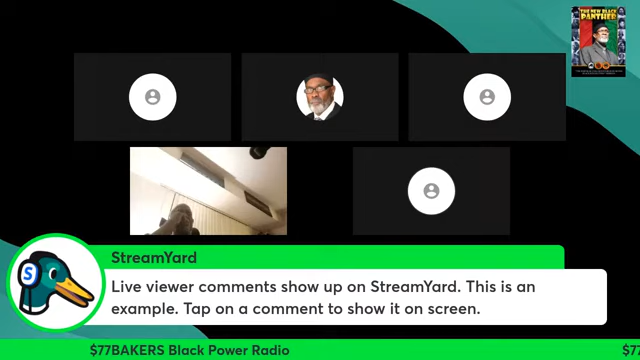 THE NEW BLACK
PANTHER
StreamYard
Live viewer comments show up on StreamYard. This is an
example. Tap on a comment to show it on screen.
S
$77BAKERS Black Power Radio
$77